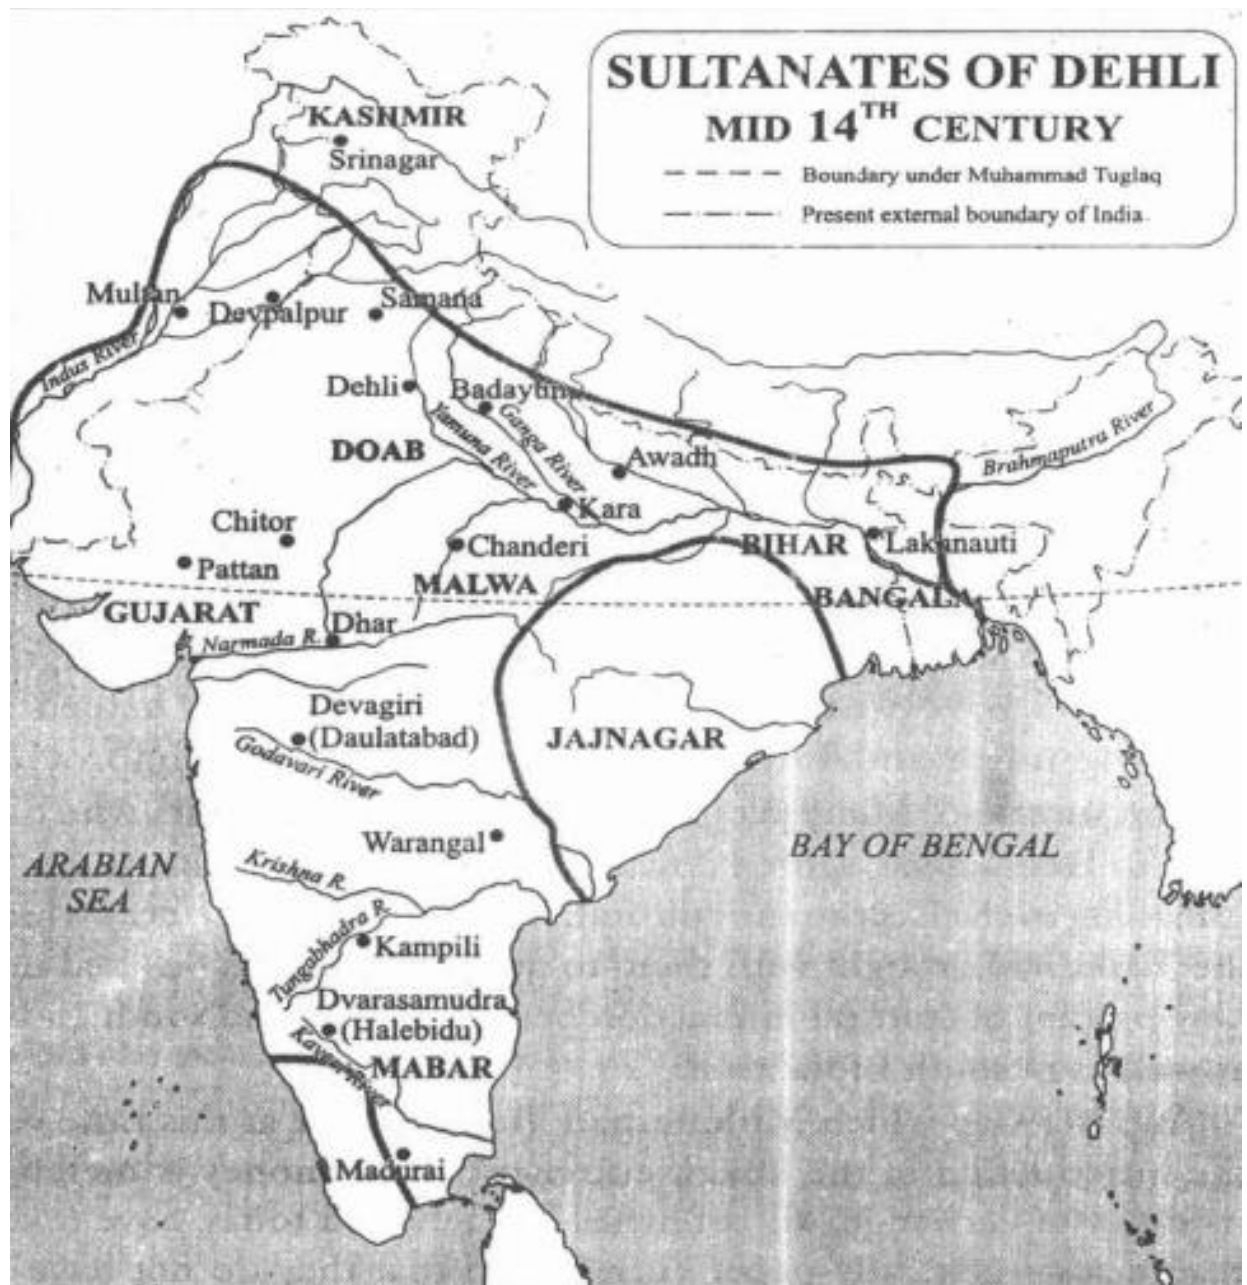 SULTANATES OF DEHLI
MID 14TH CENTURY
Boundary under Muhammad Tuglaq
Present external boundary of India
KASHMIR
Srinagar
Multan
Devpalpur
Samana
Indus River
Dehli
Badayun
Yamuna River
Ganga River
DOAB
Awadh
Brahmaputra River
Kara
Chitor
Chanderi
BIHAR
Lakanauti
Pattan
MALWA
BANGALA
GUJARAT
Dhar
Narmada R.
Devagiri
(Daulatabad)
JAJNAGAR
Godavari River
Warangal
ARABIAN
SEA
BAY OF BENGAL
Krishna R.
Tungabhadra R.
Kampili
Dvarasamudra
(Halebidu)
MABAR
Madurai